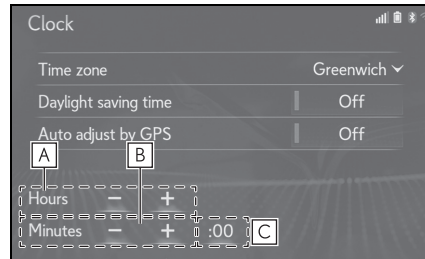 Clock
Time zone Greenwich
Daylight saving time Off
Auto adjust by GPS Off
A B
Hours − +
Minutes − + :00 C